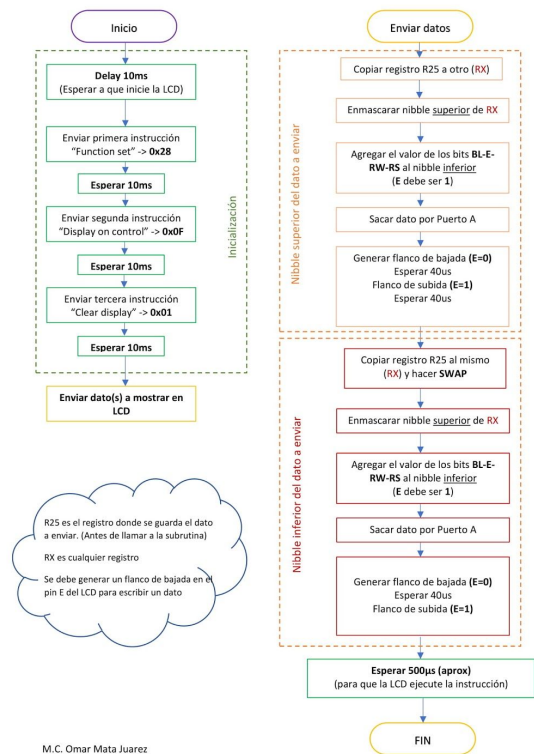 Inicio
Delay 10ms
(Esperar a que inicie la LCD)
Enviar primera instrucción
“Function set” -> 0x28
Esperar 10ms
Enviar segunda instrucción
“Display on control” -> 0x0F
Esperar 10ms
Enviar tercera instrucción
“Clear display” -> 0x01
Esperar 10ms
Inicialización
Enviar dato(s) a mostrar en
LCD
R25 es el registro donde se guarda el dato
a enviar. (Antes de llamar a la subrutina)
RX es cualquier registro
Se debe generar un flanco de bajada en el
pin E del LCD para escribir un dato
M.C. Omar Mata Juarez
Enviar datos
Nibble superior del dato a enviar
Copiar registro R25 a otro (RX)
Enmascarar nibble superior de RX
Agregar el valor de los bits BL-E-
RW-RS al nibble inferior
(E debe ser 1)
Sacar dato por Puerto A
Generar flanco de bajada (E=0)
Esperar 40us
Flanco de subida (E=1)
Esperar 40us
Nibble inferior del dato a enviar
Copiar registro R25 al mismo
(RX) y hacer SWAP
Enmascarar nibble superior de RX
Agregar el valor de los bits BL-E-
RW-RS al nibble inferior
(E debe ser 1)
Sacar dato por Puerto A
Generar flanco de bajada (E=0)
Esperar 40us
Flanco de subida (E=1)
Esperar 500µs (aprox)
(para que la LCD ejecute la instrucción)
FIN